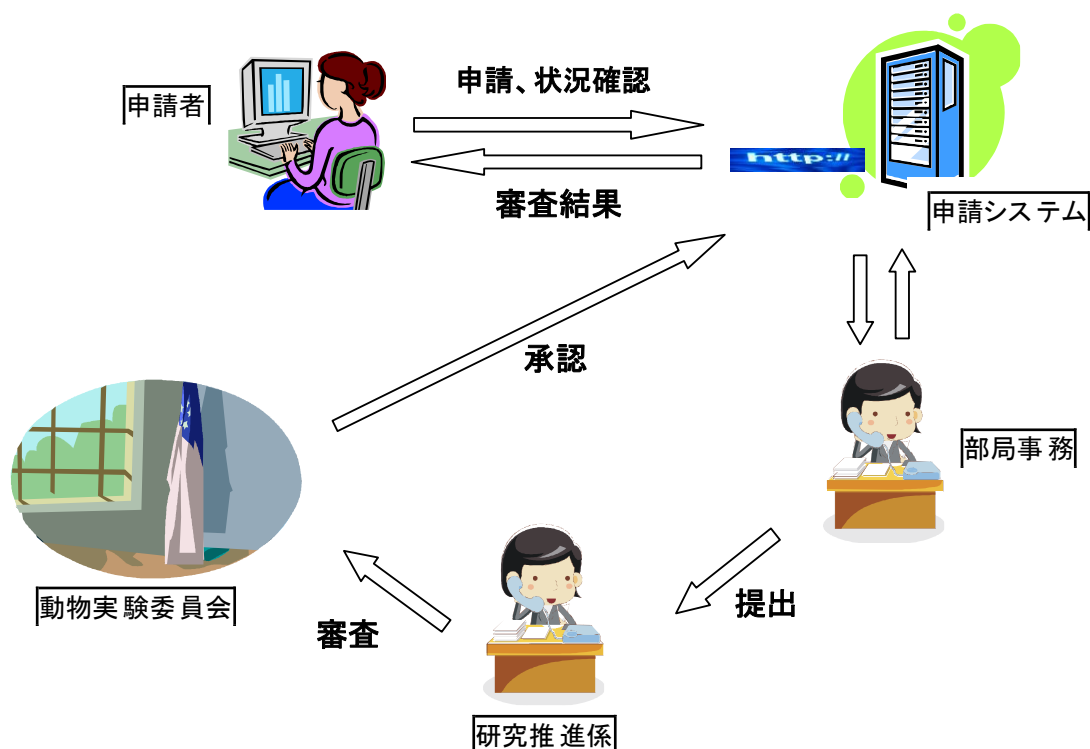 申請、状況確認
申請者
http://
審査結果
申請システム
承認
部局事務
動物実験委員会
提出
審査
研究推進係